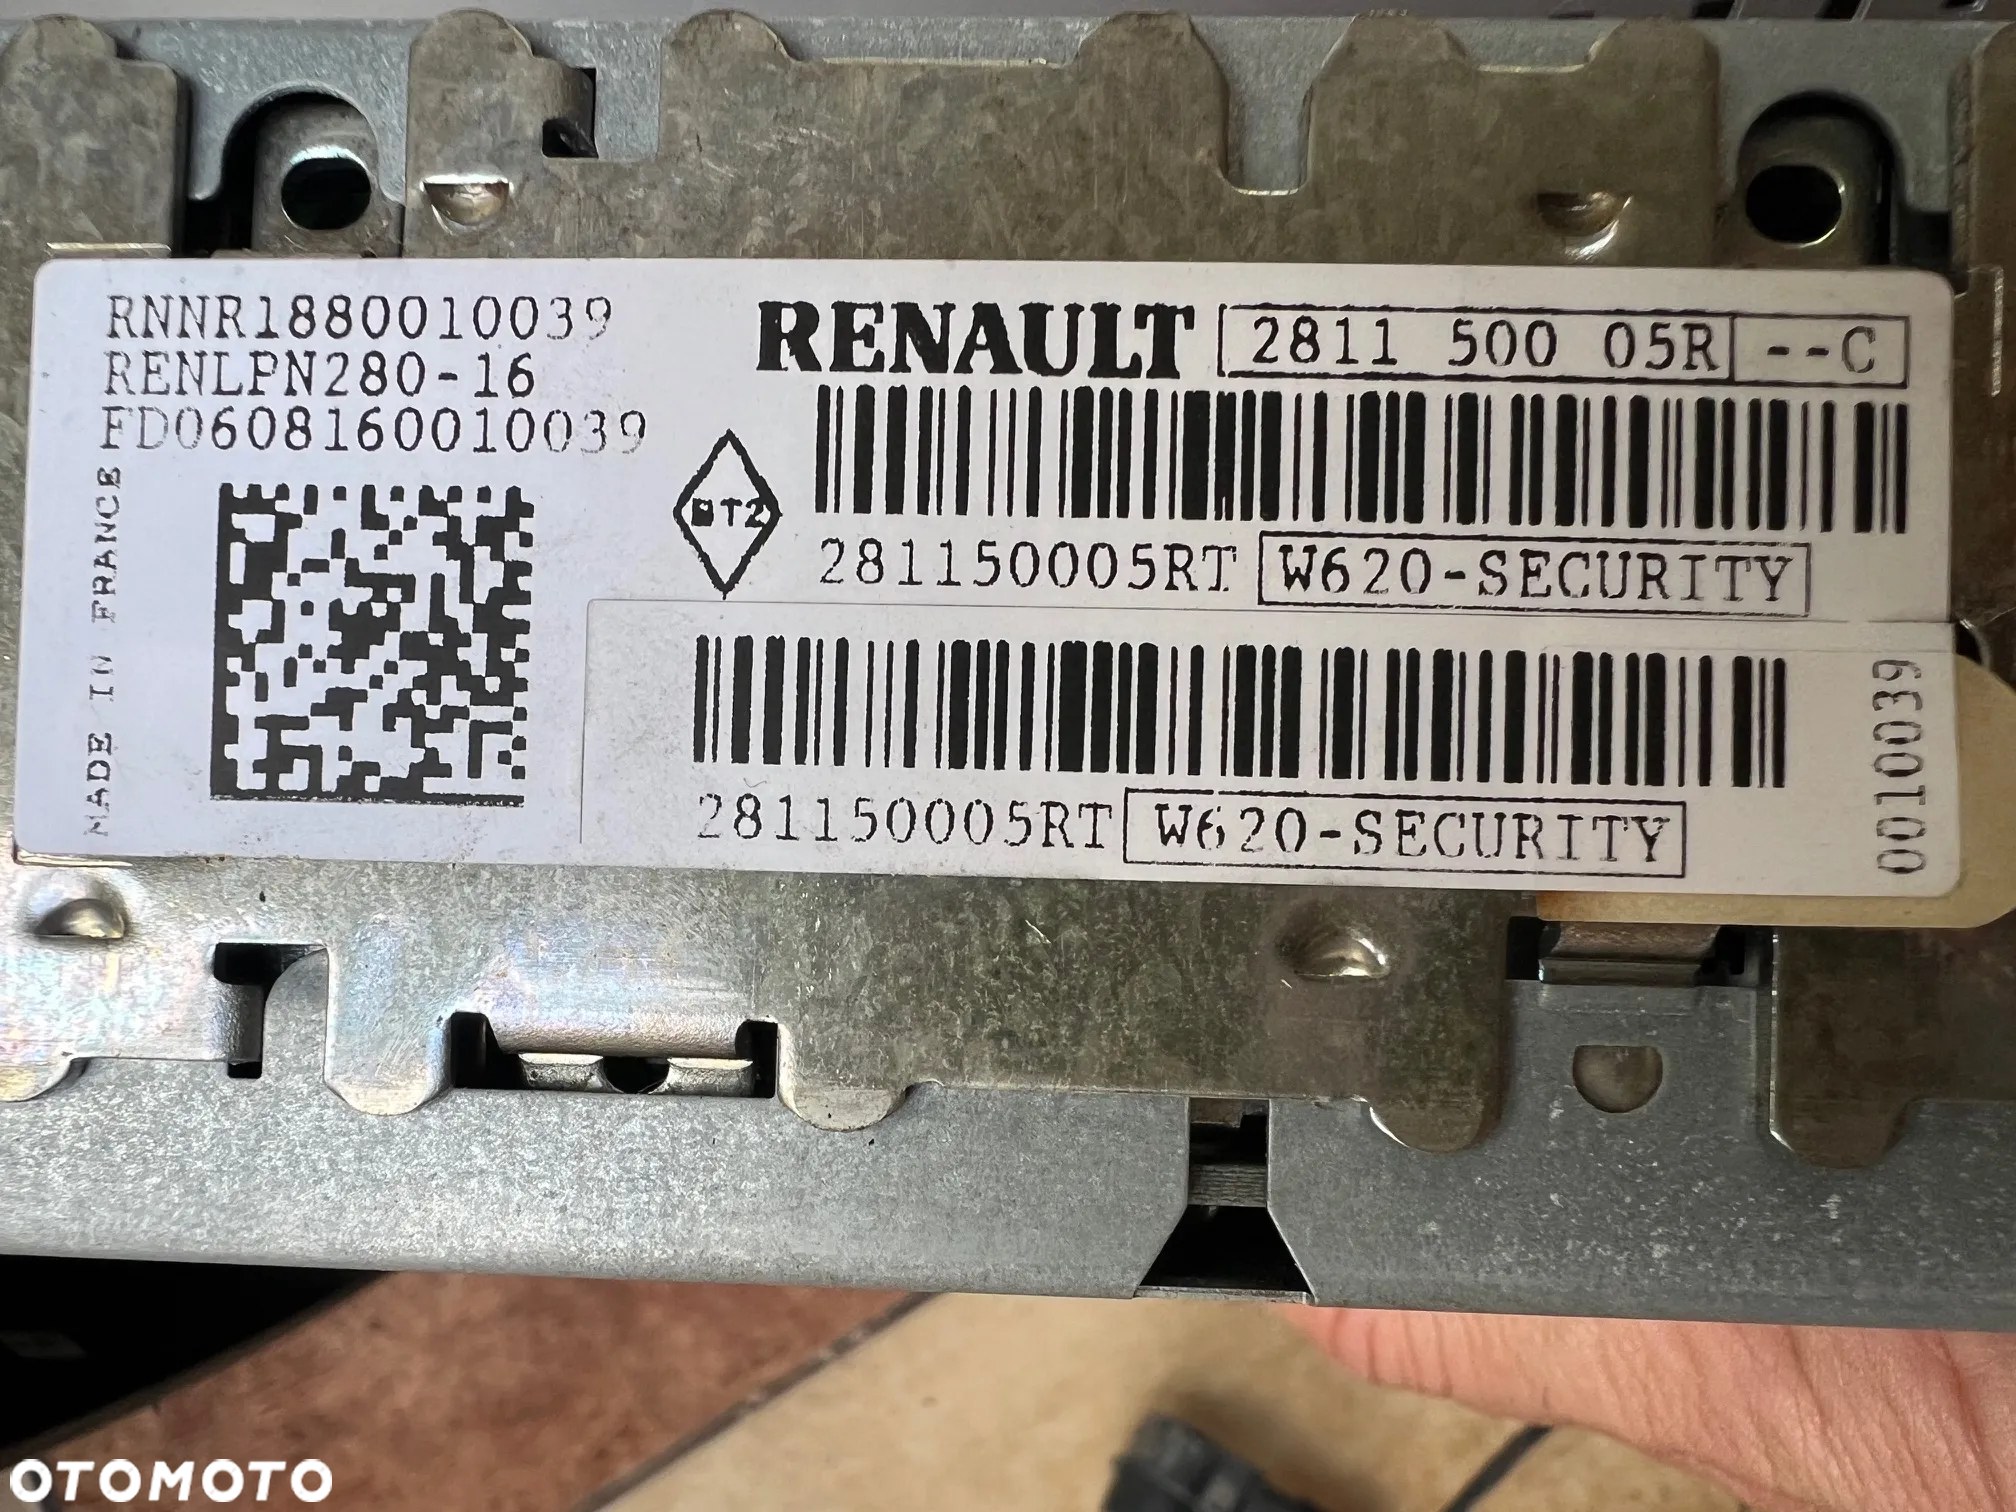 RNNR1880010039
RENLPN280-16
FD0608160010039
MADE IN FRANCE
RENAULT 2811 500 05R --C
281150005RT W620-SECURITY
281150005RT W620-SECURITY
0010039
OTOMOTO